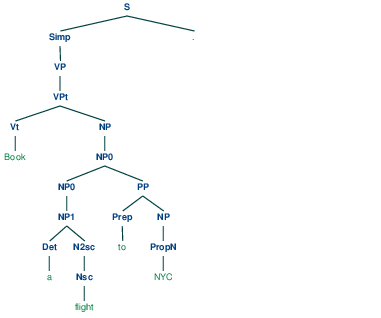 S
Simp .
VP
VPt
Vt NP
Book NP0
NP0 PP
NP1 Prep NP
Det N2sc to PropN
a Nsc NYC
flight